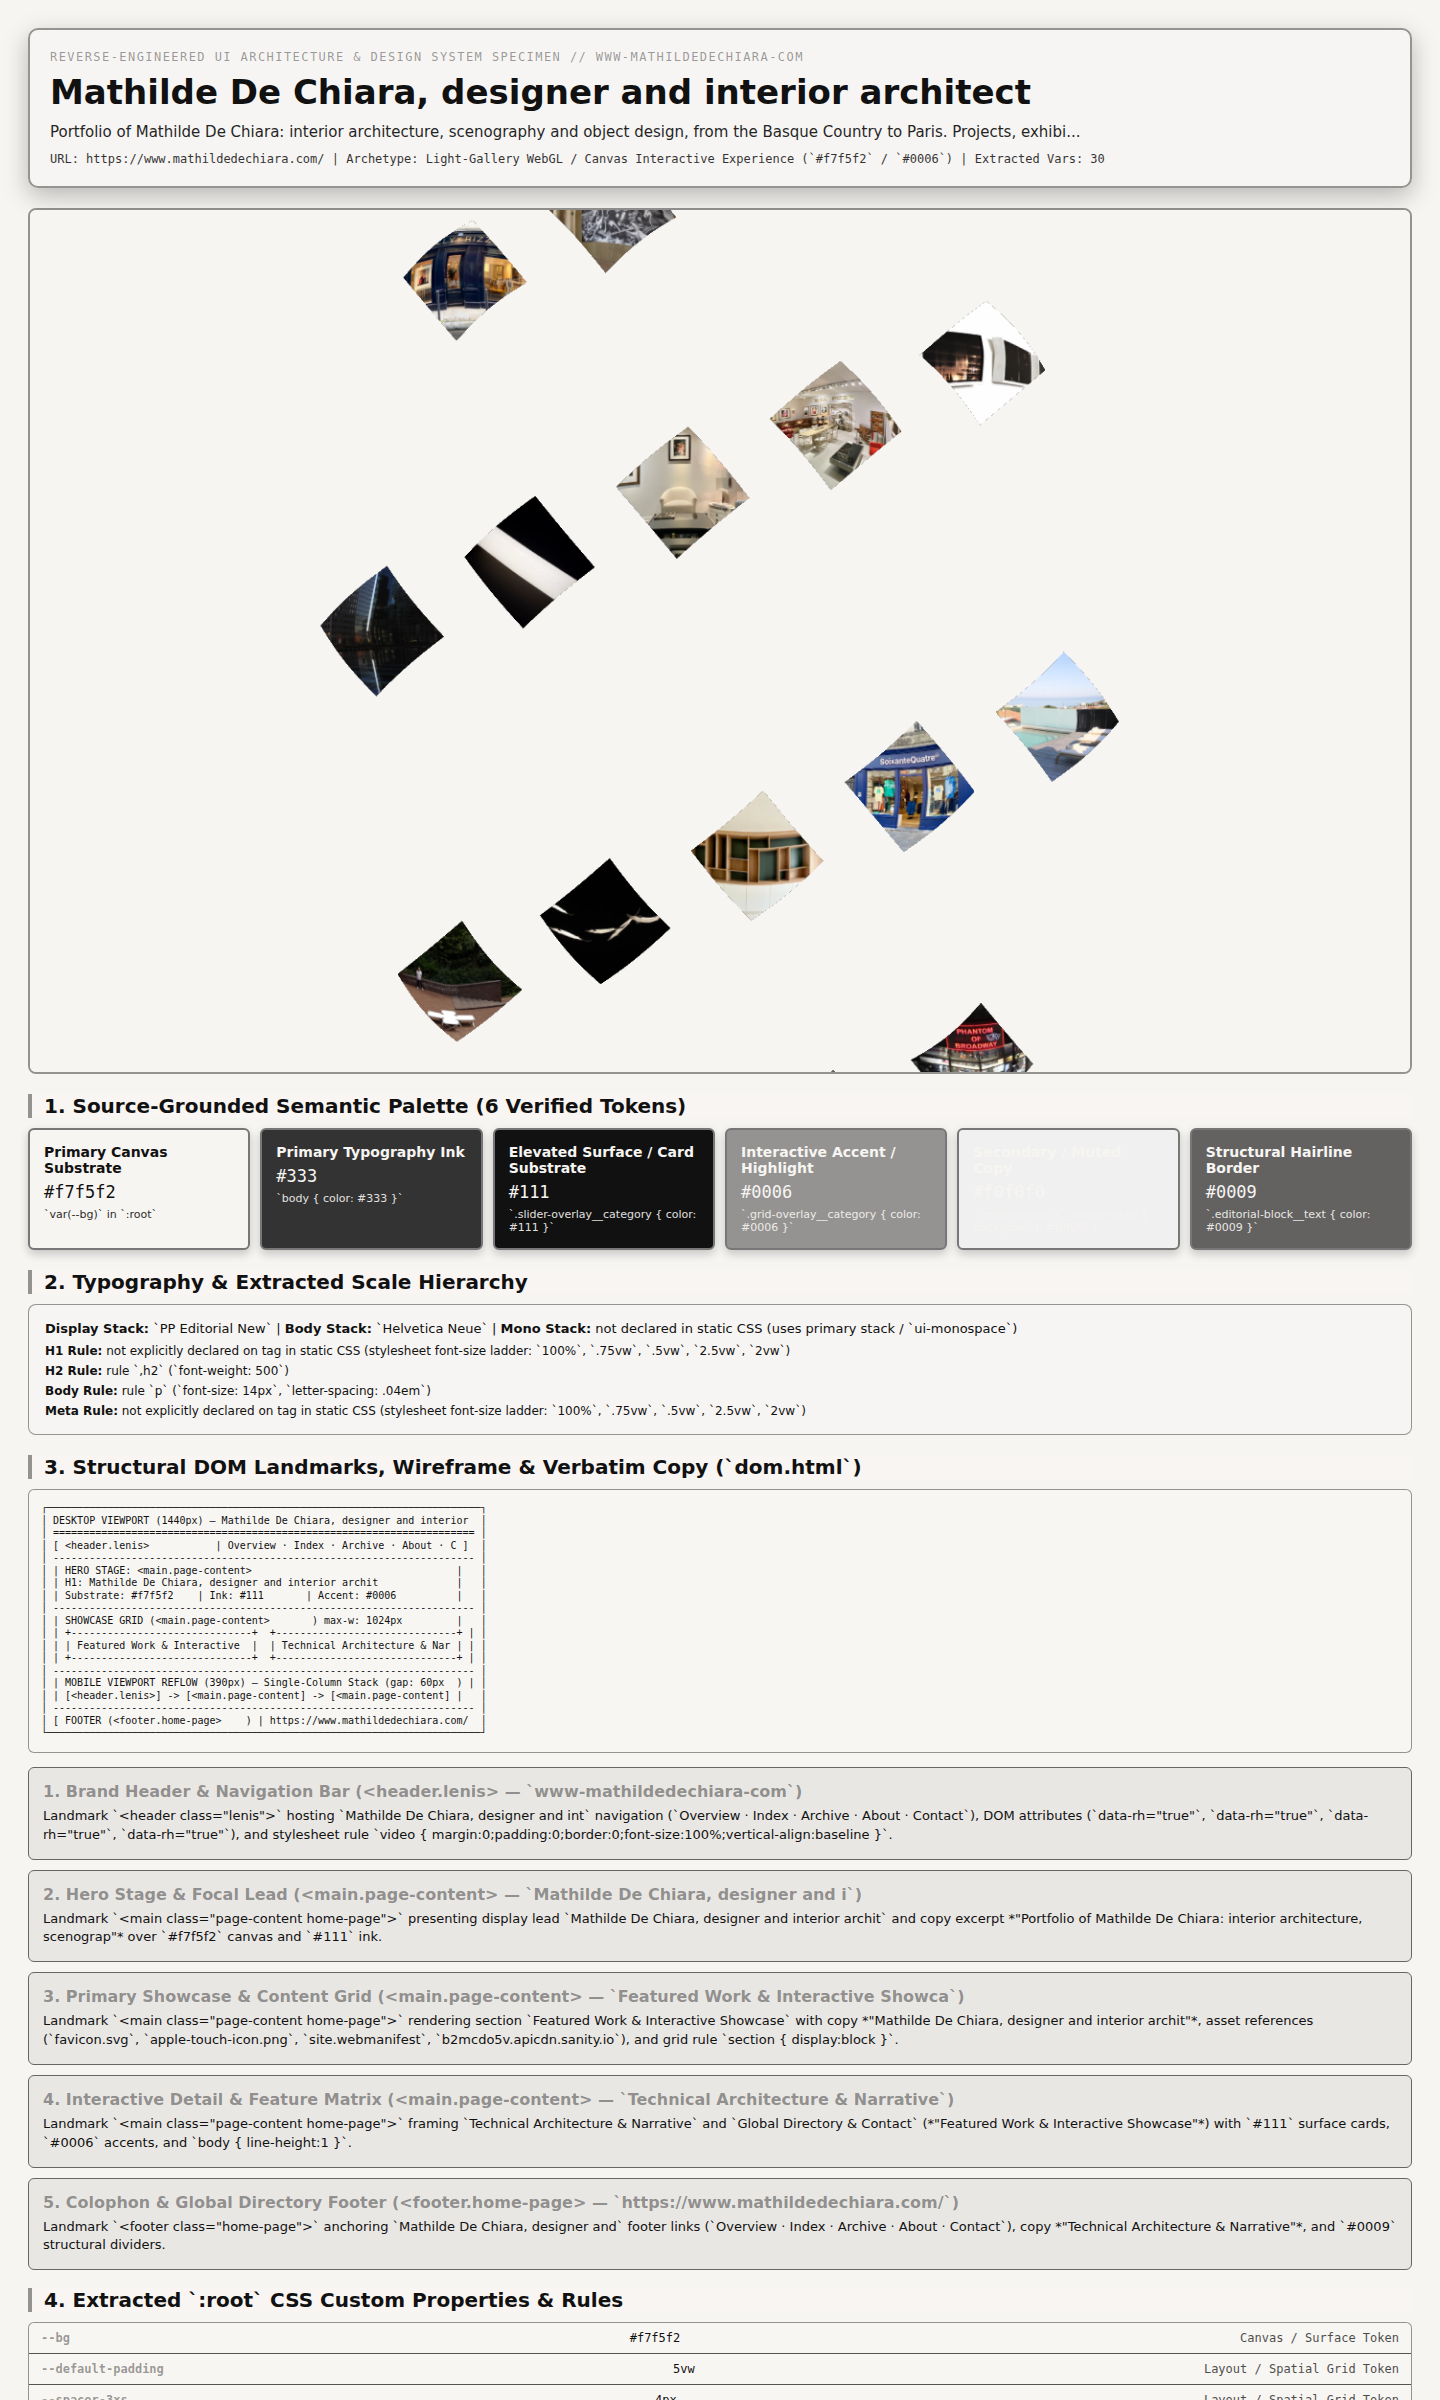 REVERSE-ENGINEERED UI ARCHITECTURE & DESIGN SYSTEM SPECIMEN // WWW-MATHILDEDECHIARA-COM
Mathilde De Chiara, designer and interior architect
Portfolio of Mathilde De Chiara: interior architecture, scenography and object design, from the Basque Country to Paris. Projects, exhibi...
URL: https://www.mathildedechiara.com/ | Archetype: Light-Gallery WebGL / Canvas Interactive Experience (`#f7f5f2` / `#0006`) | Extracted Vars: 30
SoixanteQuatre
PHANTOM
OF
BROADWAY
1. Source-Grounded Semantic Palette (6 Verified Tokens)
Primary Canvas
Substrate
#f7f5f2
`var(--bg)` in `:root`
Primary Typography Ink
#333
`body { color: #333 }`
Elevated Surface / Card
Substrate
#111
`.slider-overlay__category { color:
#111 }`
Interactive Accent /
Highlight
#0006
`.grid-overlay__category { color:
#0006 }`
Secondary / Muted
Copy
Structural Hairline
Border
#0009
`.editorial-block__text { color:
#0009 }`
2. Typography & Extracted Scale Hierarchy
Display Stack: `PP Editorial New` | Body Stack: `Helvetica Neue` | Mono Stack: not declared in static CSS (uses primary stack / `ui-monospace`)
H1 Rule: not explicitly declared on tag in static CSS (stylesheet font-size ladder: `100%`, `.75vw`, `.5vw`, `2.5vw`, `2vw`)
H2 Rule: rule `,h2` (`font-weight: 500`)
Body Rule: rule `p` (`font-size: 14px`, `letter-spacing: .04em`)
Meta Rule: not explicitly declared on tag in static CSS (stylesheet font-size ladder: `100%`, `.75vw`, `.5vw`, `2.5vw`, `2vw`)
3. Structural DOM Landmarks, Wireframe & Verbatim Copy (`dom.html`)
DESKTOP VIEWPORT (1440px) — Mathilde De Chiara, designer and interior
[ <header.lenis> | Overview · Index · Archive · About · C ]
| HERO STAGE: <main.page-content> |
| H1: Mathilde De Chiara, designer and interior archit |
| Substrate: #f7f5f2 | Ink: #111 | Accent: #0006 |
| SHOWCASE GRID (<main.page-content> ) max-w: 1024px |
| | Featured Work & Interactive | | Technical Architecture & Nar | |
| MOBILE VIEWPORT REFLOW (390px) — Single-Column Stack (gap: 60px ) |
| [<header.lenis>] -> [<main.page-content] -> [<main.page-content] |
[ FOOTER (<footer.home-page> ) | https://www.mathildedechiara.com/
1. Brand Header & Navigation Bar (<header.lenis> — `www-mathildedechiara-com`)
Landmark `<header class="lenis">` hosting `Mathilde De Chiara, designer and int` navigation (`Overview · Index · Archive · About · Contact`), DOM attributes (`data-rh="true"`, `data-rh="true"`, `data-
rh="true"`, `data-rh="true"`), and stylesheet rule `video { margin:0;padding:0;border:0;font-size:100%;vertical-align:baseline }`.
2. Hero Stage & Focal Lead (<main.page-content> — `Mathilde De Chiara, designer and i`)
Landmark `<main class="page-content home-page">` presenting display lead `Mathilde De Chiara, designer and interior archit` and copy excerpt *"Portfolio of Mathilde De Chiara: interior architecture,
scenograp"* over `#f7f5f2` canvas and `#111` ink.
3. Primary Showcase & Content Grid (<main.page-content> — `Featured Work & Interactive Showca`)
Landmark `<main class="page-content home-page">` rendering section `Featured Work & Interactive Showcase` with copy *"Mathilde De Chiara, designer and interior archit"*, asset references
(`favicon.svg`, `apple-touch-icon.png`, `site.webmanifest`, `b2mcdo5v.apicdn.sanity.io`), and grid rule `section { display:block }`.
4. Interactive Detail & Feature Matrix (<main.page-content> — `Technical Architecture & Narrative`)
Landmark `<main class="page-content home-page">` framing `Technical Architecture & Narrative` and `Global Directory & Contact` (*"Featured Work & Interactive Showcase"*) with `#111` surface cards,
`#0006` accents, and `body { line-height:1 }`.
5. Colophon & Global Directory Footer (<footer.home-page> — `https://www.mathildedechiara.com/`)
Landmark `<footer class="home-page">` anchoring `Mathilde De Chiara, designer and` footer links (`Overview · Index · Archive · About · Contact`), copy *"Technical Architecture & Narrative"*, and `#0009`
structural dividers.
4. Extracted `:root` CSS Custom Properties & Rules
--bg #f7f5f2 Canvas / Surface Token
--default-padding 5vw Layout / Spatial Grid Token
--spacer-3xs 4px Layout / Spatial Grid Token